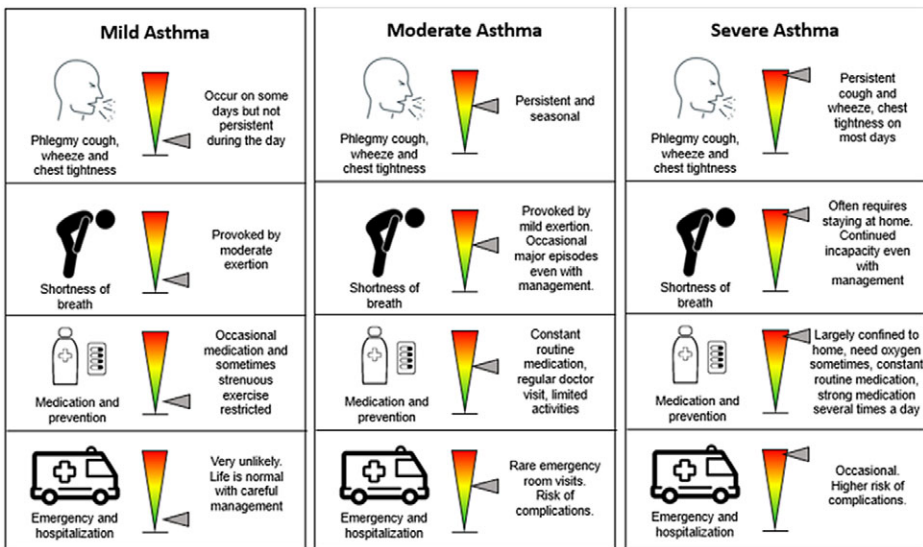 Mild Asthma
Phlegmy cough,
wheeze and
chest tightness
Occur on some
days but not
persistent
during the day
Shortness of
breath
Provoked by
moderate
exertion
Medication and
prevention
Occasional
medication and
sometimes
strenuous
exercise
restricted
Emergency and
hospitalization
Very unlikely.
Life is normal
with careful
management
Moderate Asthma
Phlegmy cough,
wheeze and
chest tightness
Persistent and
seasonal
Shortness of
breath
Provoked by
mild exertion.
Occasional
major episodes
even with
management.
Medication and
prevention
Constant
routine
medication,
regular doctor
visit, limited
activities
Emergency and
hospitalization
Rare emergency
room visits.
Risk of
complications.
Severe Asthma
Phlegmy cough,
wheeze and
chest tightness
Persistent
cough and
wheeze, chest
tightness on
most days
Shortness of
breath
Often requires
staying at home.
Continued
incapacity even
with
management
Medication and
prevention
Largely confined to
home, need oxygen
sometimes, constant
routine medication,
strong medication
several times a day
Emergency and
hospitalization
Occasional.
Higher risk of
complications.